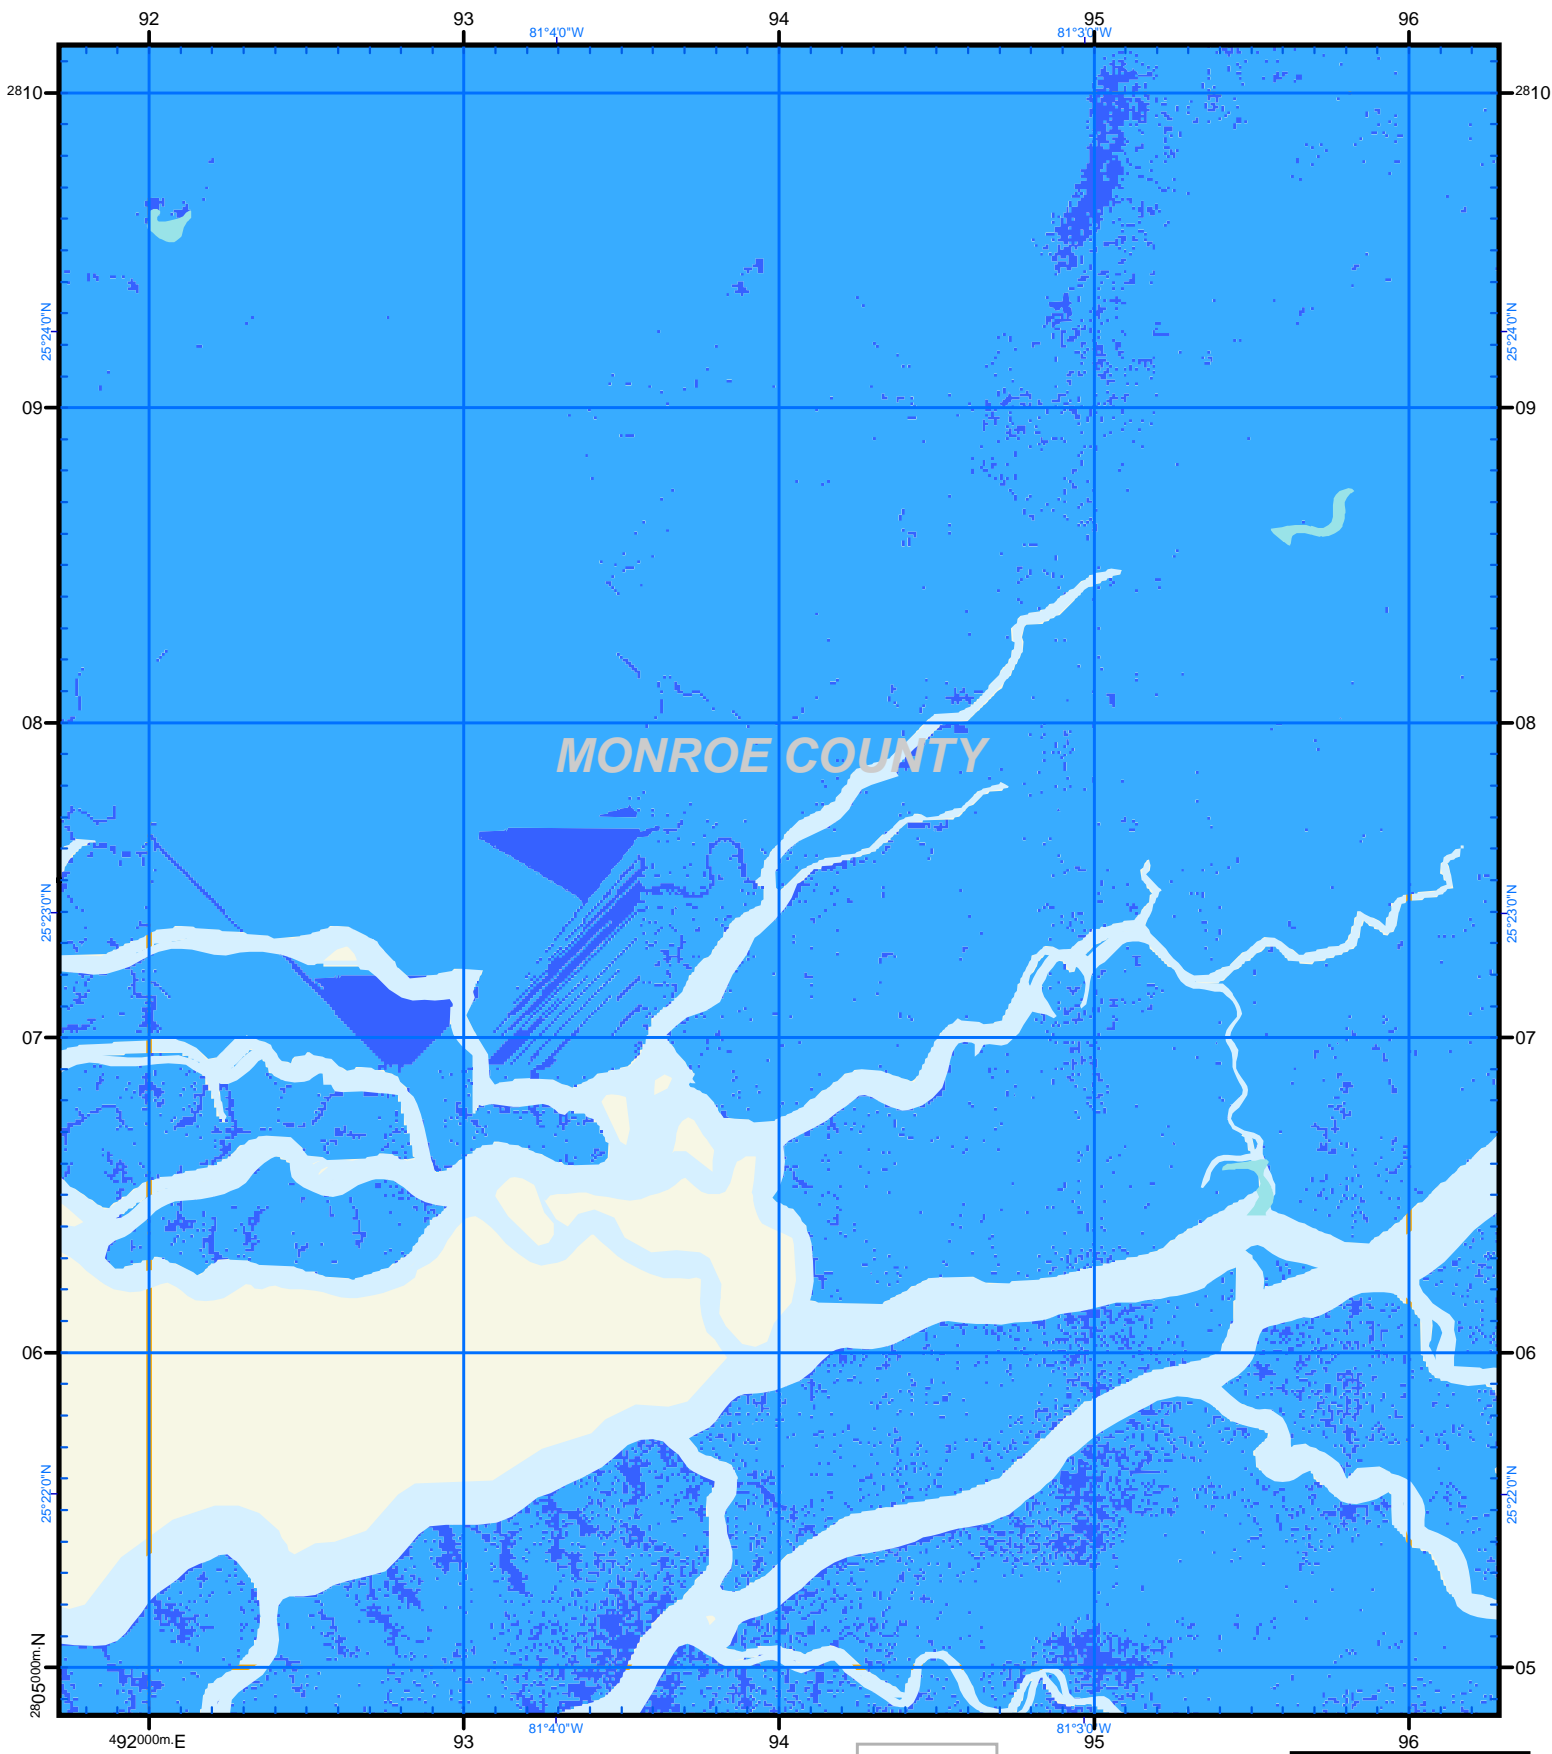 92 93 94 95 96
81°4'0"W 81°3'0"W
2810 2810
25°24'0"N 25°24'0"N
09 09
08 08
MONROE COUNTY
25°23'0"N 25°23'0"N
07 07
06 06
25°22'0"N 25°22'0"N
2805000m.N 05
81°4'0"W 81°3'0"W
492000m.E 93 94 95 96